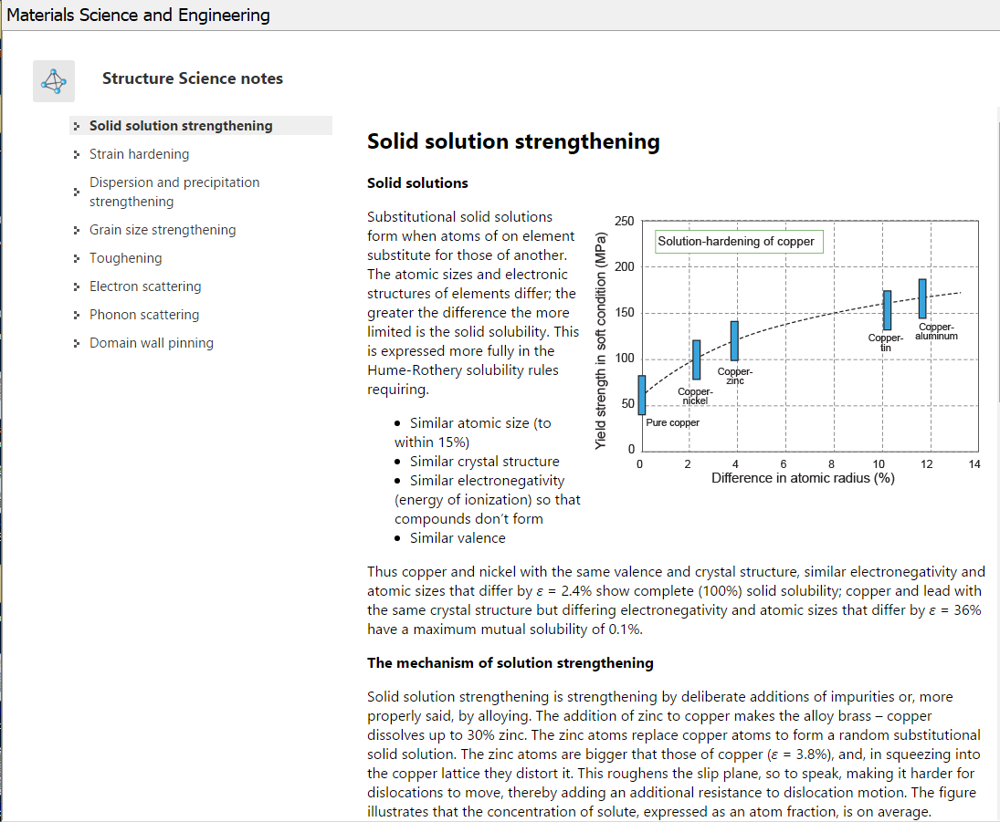 Materials Science and Engineering
Structure Science notes
Solid solution strengthening
Strain hardening
Dispersion and precipitation
strengthening
Grain size strengthening
Toughening
Electron scattering
Phonon scattering
Domain wall pinning
Solid solution strengthening
Solid solutions
Substitutional solid solutions
form when atoms of on element
substitute for those of another.
The atomic sizes and electronic
structures of elements differ; the
greater the difference the more
limited is the solid solubility. This
is expressed more fully in the
Hume-Rothery solubility rules
requiring.
• Similar atomic size (to
within 15%)
• Similar crystal structure
• Similar electronegativity
(energy of ionization) so that
compounds don't form
• Similar valence
Solution-hardening of copper
Yield strength in soft condition (MPa)
250
200
150
100
50
0
Pure copper
Copper-
nickel
Copper-
zinc
Copper-
tin
Copper-
aluminum
0 2 4 6 8 10 12 14
Difference in atomic radius (%)
Thus copper and nickel with the same valence and crystal structure, similar electronegativity and
atomic sizes that differ by ε = 2.4% show complete (100%) solid solubility; copper and lead with
the same crystal structure but differing electronegativity and atomic sizes that differ by ε = 36%
have a maximum mutual solubility of 0.1%.
The mechanism of solution strengthening
Solid solution strengthening is strengthening by deliberate additions of impurities or, more
properly said, by alloying. The addition of zinc to copper makes the alloy brass – copper
dissolves up to 30% zinc. The zinc atoms replace copper atoms to form a random substitutional
solid solution. The zinc atoms are bigger that those of copper (ε = 3.8%), and, in squeezing into
the copper lattice they distort it. This roughens the slip plane, so to speak, making it harder for
dislocations to move, thereby adding an additional resistance to dislocation motion. The figure
illustrates that the concentration of solute, expressed as an atom fraction, is on average.